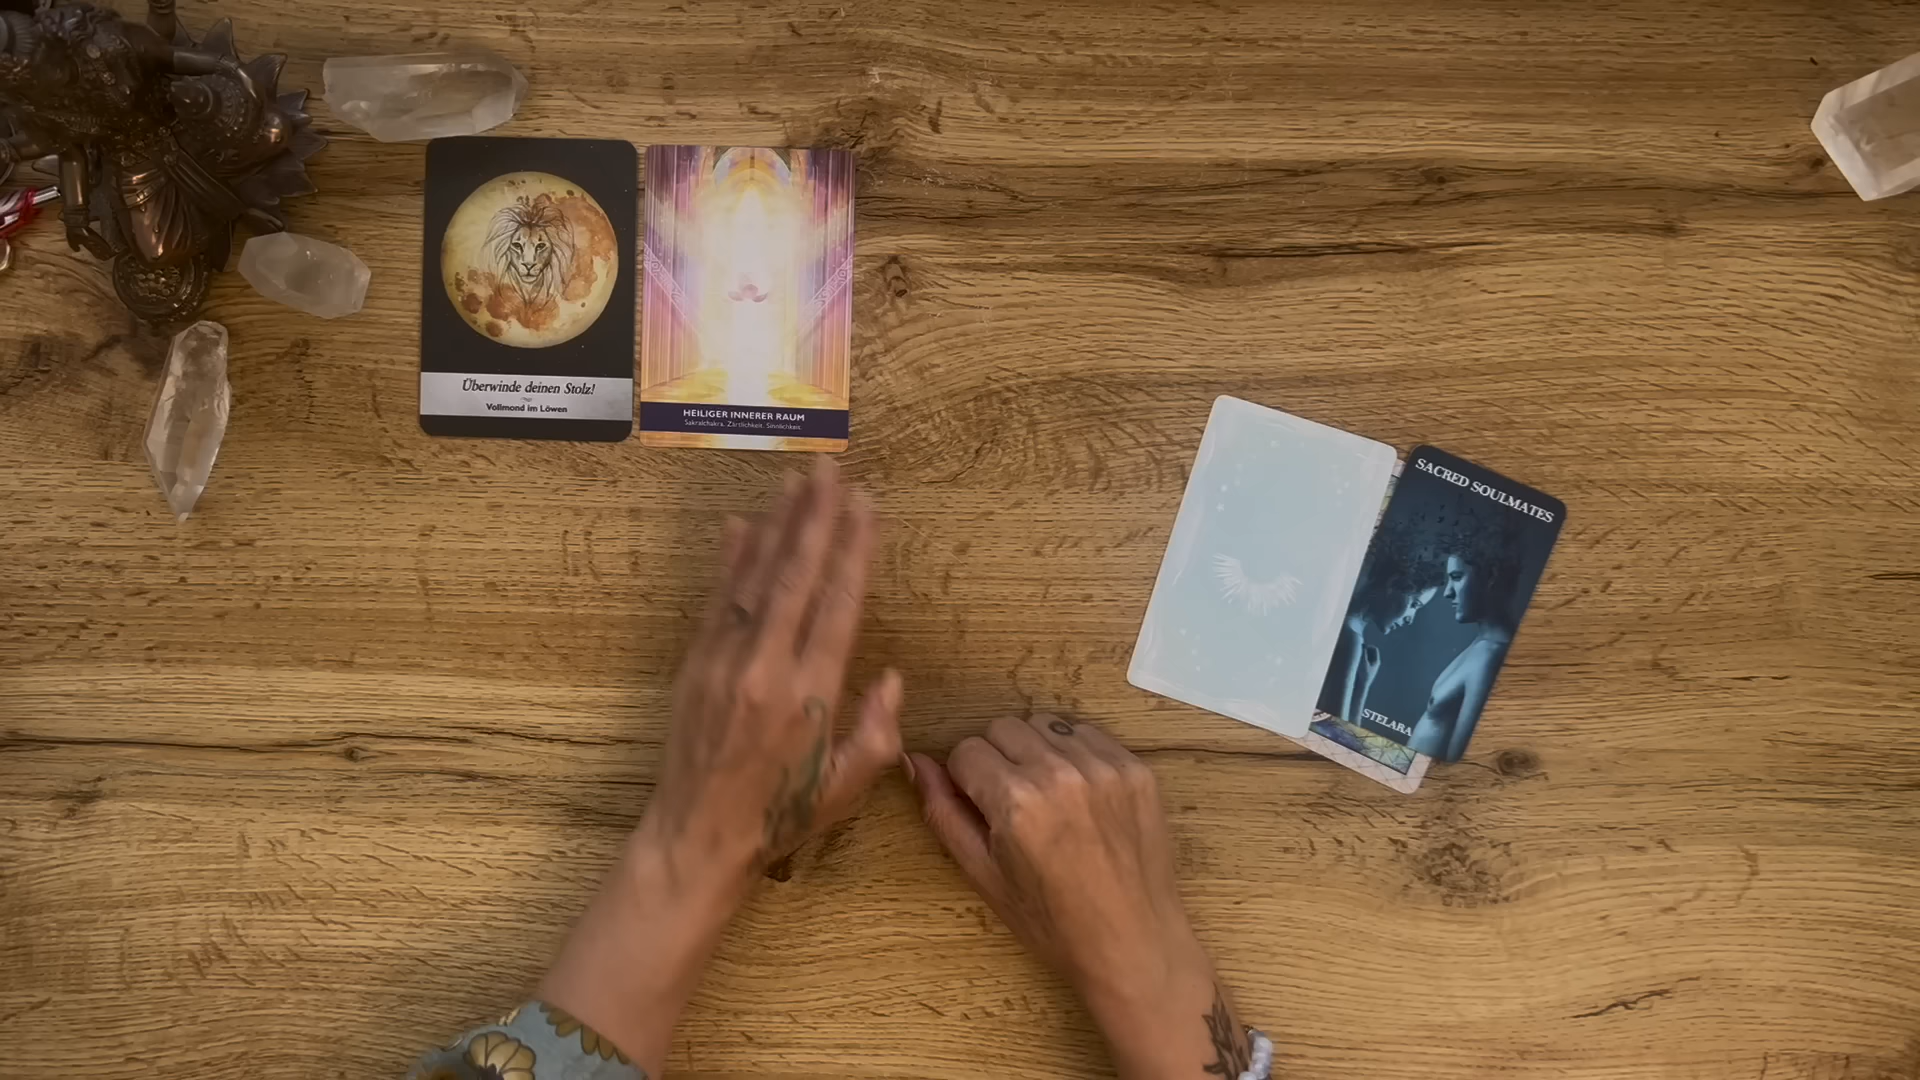 Überwinde deinen Stolz!
Vollmond im Löwen
HEILIGER INNERER RAUM
Sakralchakra. Zärtlichkeit. Sinnlichkeit.
SACRED SOULMATES
STELARA